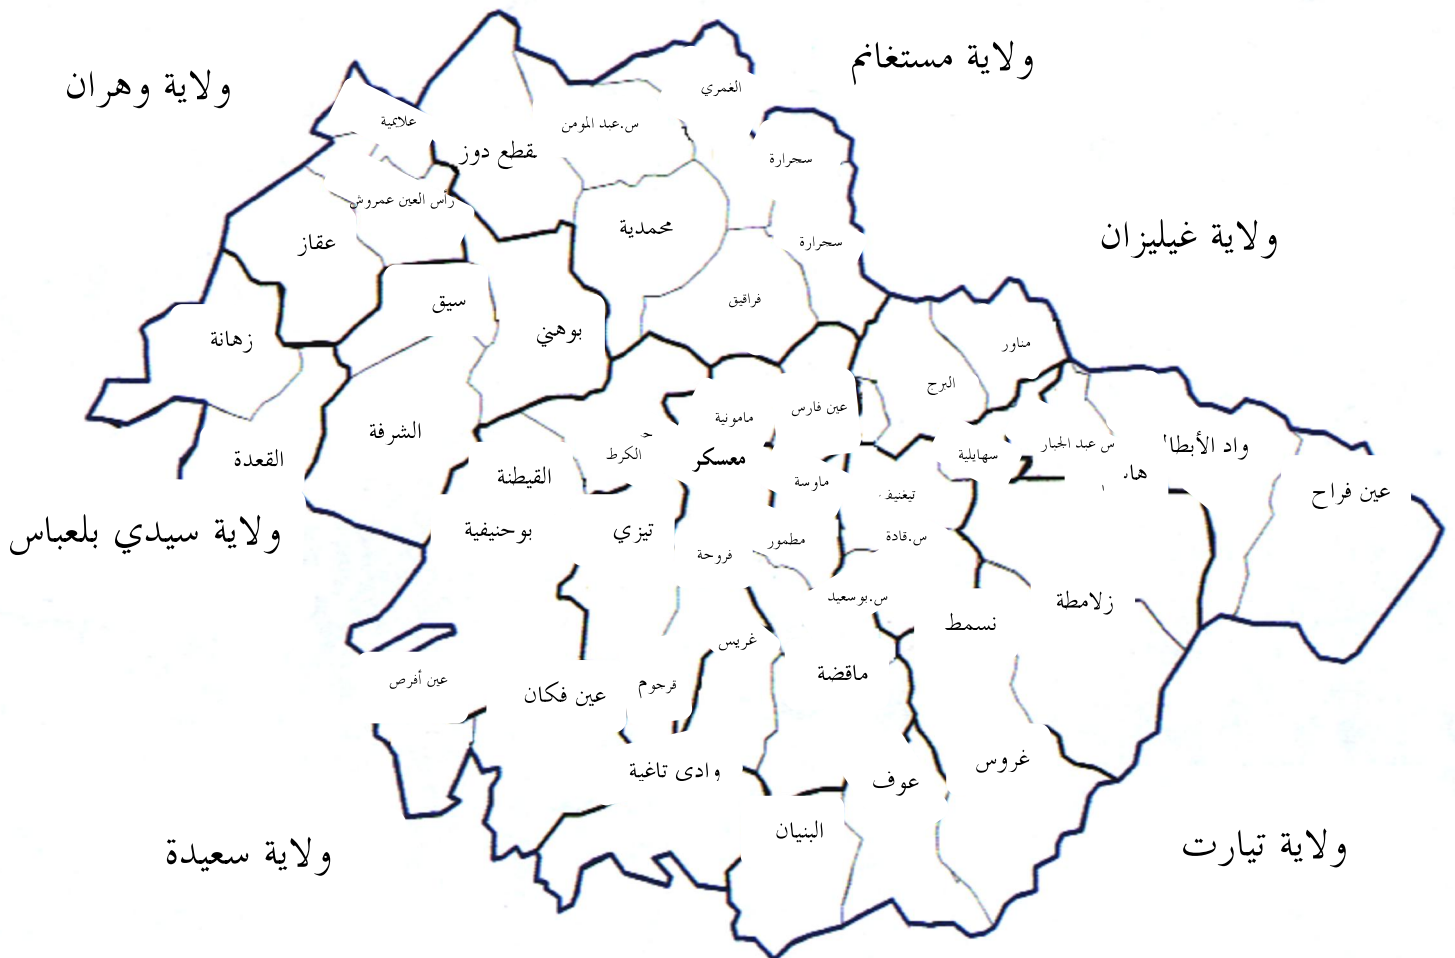 ولاية مستغانم
ولاية وهران
الغمري
علايمية
س.عبد المومن
مقطع دوز
سحرارة
رأس العين عمروش
محمدية
سحرارة
عقاز
ولاية غيليزان
سيق
فراقيق
بوهني
زهانة
مناور
البرج
عين فارس
مامونية
الشرفة
واد الأبطا
س عبد الجبار
سهايلية
الكرط
معسكر
القعدة
القيطنة
ماوسة
تيغنيف
ها
عين فراح
بوحنيفية
تيزي
ولاية سيدي بلعباس
س.قادة
مطمور
فروحة
س.بوسعيد
زلامطة
نسمط
غريس
ماقضة
عين أفرص
قرجوم
عين فكان
غروس
وادى تاغية
عوف
البنيان
ولاية تيارت
ولاية سعيدة